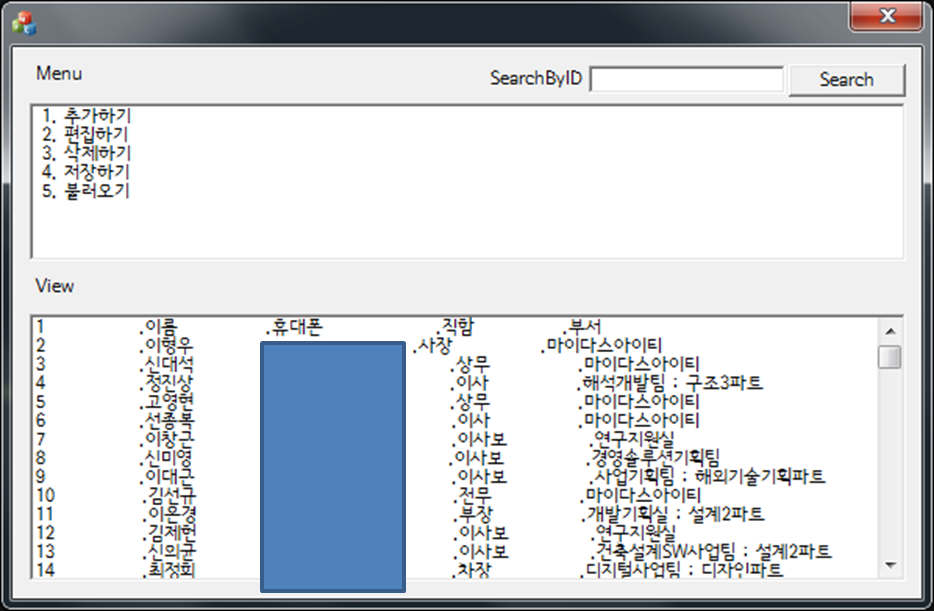 Menu
SearchByID Search
1. 추가하기
2. 편집하기
3. 삭제하기
4. 저장하기
5. 불러오기
View
1 .이름 .휴대폰 .직함 .부서
2 .이형우 .사장 .마이다스아이티
3 .신대석 .상무 .마이다스아이티
4 .정진상 .이사 .해석개발팀 : 구조3파트
5 .고영현 .상무 .마이다스아이티
6 .선종복 .이사 .마이다스아이티
7 .이창근 .이사보 .연구지원실
8 .신미영 .이사보 .경영솔루션기획팀
9 .이대근 .이사보 .사업기획팀 : 해외기술기획파트
10 .김선규 .전무 .마이다스아이티
11 .이온경 .부장 .개발기획실 : 설계2파트
12 .김제헌 .이사보 .연구지원실
13 .신의균 .이사보 .건축설계SW사업팀 : 설계2파트
14 .최정회 .차장 .디지털사업팀 : 디자인파트